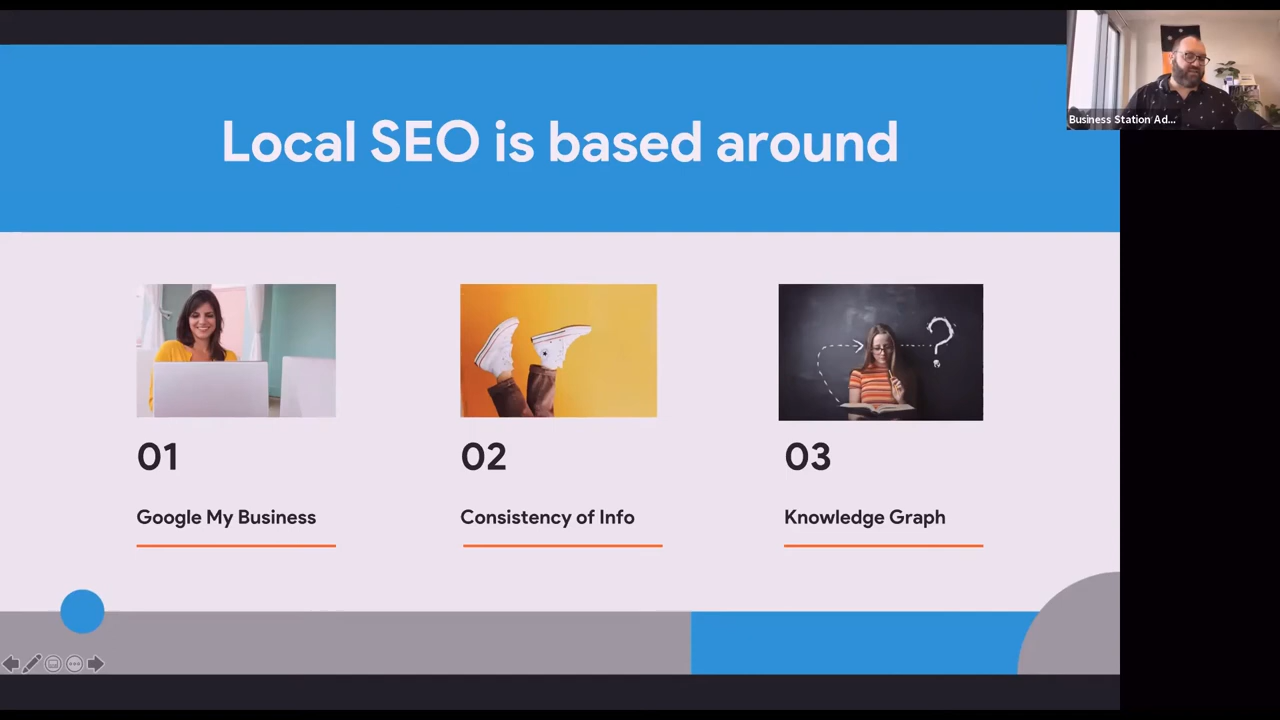 Business Station Ad...
Local SEO is based around
01
Google My Business
02
Consistency of Info
03
Knowledge Graph